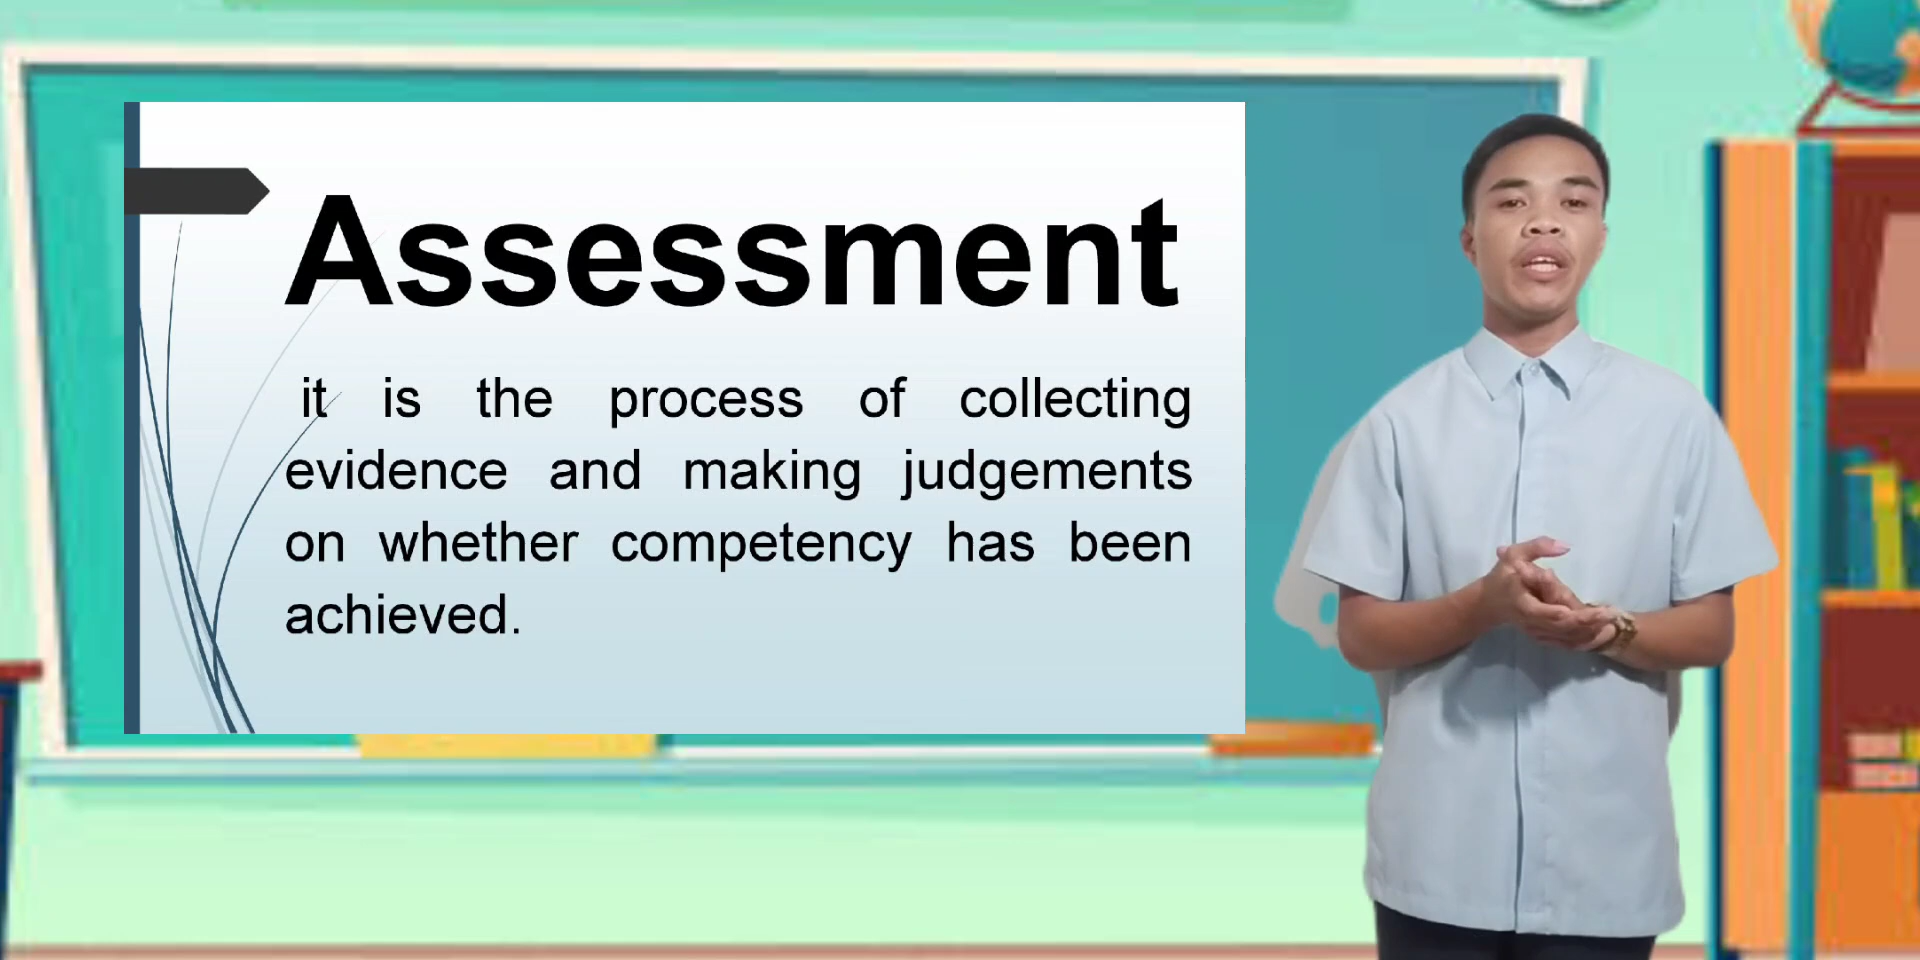 Assessment
it is the process of collecting
evidence and making judgements
on whether competency has been
achieved.